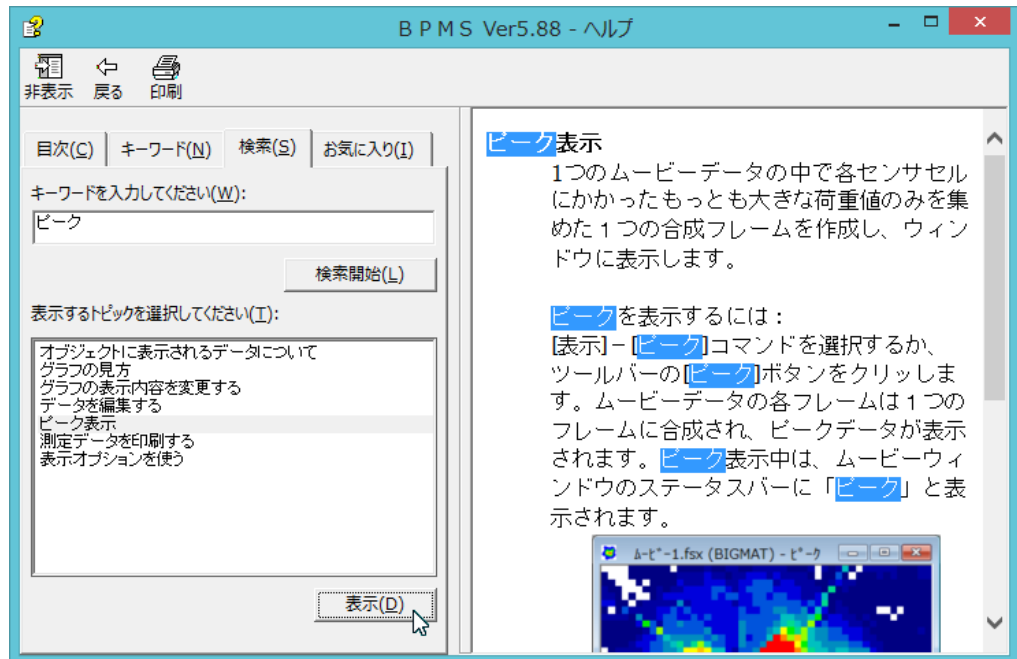 ＢＰＭＳ Ver5.88 - ヘルプ
非表示 戻る 印刷
目次(C) キーワード(N) 検索(S) お気に入り(I)
キーワードを入力してください(W):
ピーク
検索開始(L)
表示するトピックを選択してください(T):
オブジェクトに表示されるデータについて
グラフの見方
グラフの表示内容を変更する
データを編集する
ピーク表示
測定データを印刷する
表示オプションを使う
表示(D)
ピーク表示
1つのムービーデータの中で各センサセル
にかかったもっとも大きな荷重値のみを集
めた１つの合成フレームを作成し、ウィン
ドウに表示します。
ピークを表示するには：
[表示]－[ピーク]コマンドを選択するか、
ツールバーの[ピーク]ボタンをクリッしま
す。ムービーデータの各フレームは１つの
フレームに合成され、ピークデータが表示
されます。ピーク表示中は、ムービーウィ
ンドウのステータスバーに「ピーク」と表
示されます。
ﾑｰﾋﾞｰ1.fsx (BIGMAT) - ﾋﾟｰｸ